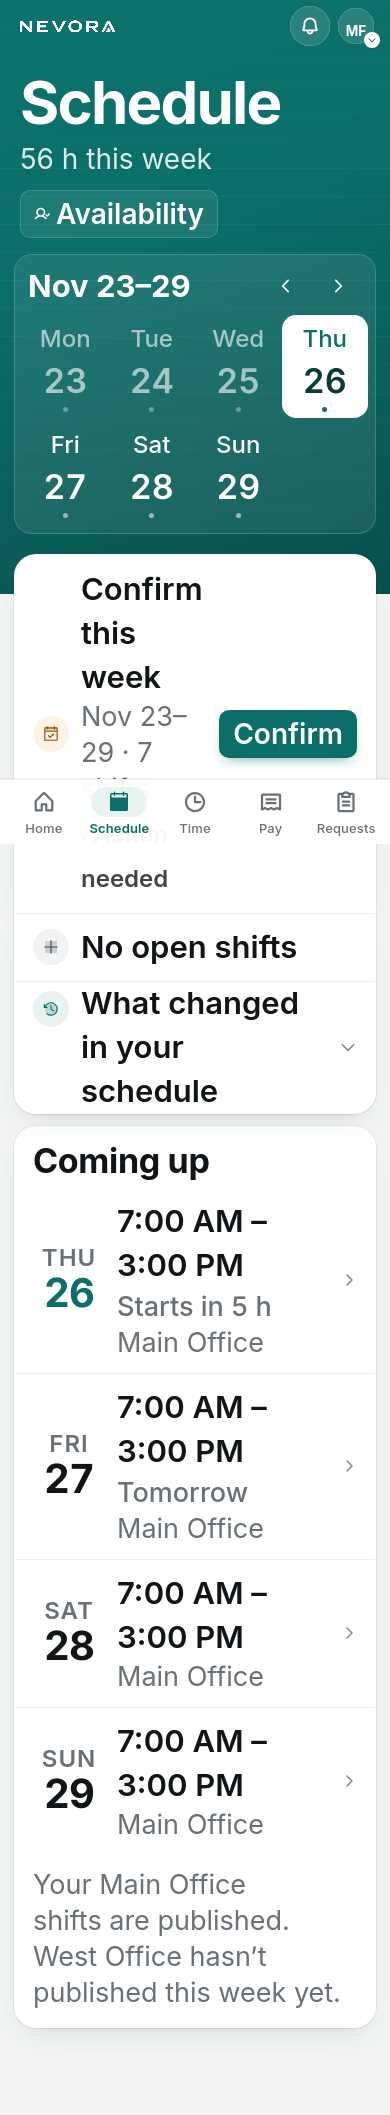 NEVORA
MF
Schedule
56 h this week
Availability
Nov 23–29
Mon Tue Wed Thu
23 24 25 26
Fri Sat Sun
27 28 29
Confirm
this
week
Nov 23–
29 · 7
Confirm
Home Schedule Time Pay Requests
needed
No open shifts
What changed
in your
schedule
Coming up
THU
26
7:00 AM –
3:00 PM
Starts in 5 h
Main Office
FRI
27
7:00 AM –
3:00 PM
Tomorrow
Main Office
SAT
28
7:00 AM –
3:00 PM
Main Office
SUN
29
7:00 AM –
3:00 PM
Main Office
Your Main Office
shifts are published.
West Office hasn’t
published this week yet.